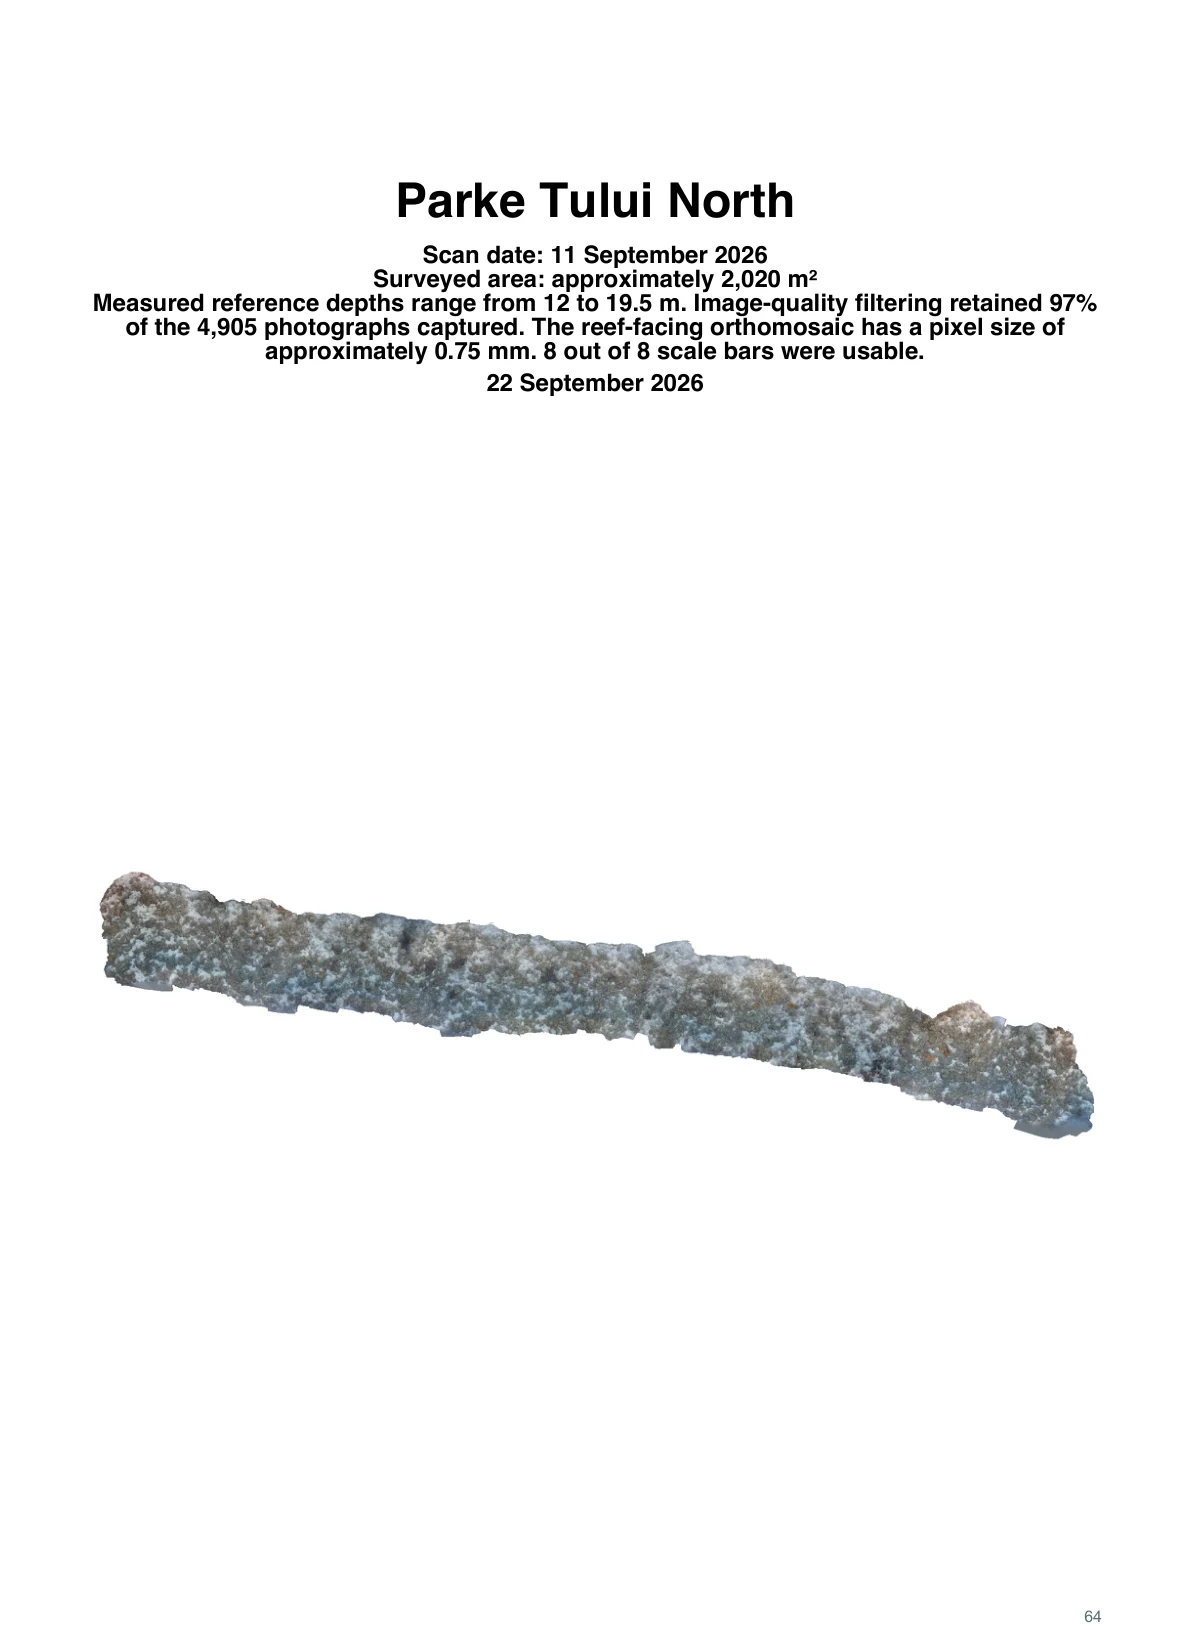 Parke Tului North
Scan date: 11 September 2026
Surveyed area: approximately 2,020 m²
Measured reference depths range from 12 to 19.5 m. Image-quality filtering retained 97%
of the 4,905 photographs captured. The reef-facing orthomosaic has a pixel size of
approximately 0.75 mm. 8 out of 8 scale bars were usable.
22 September 2026
64